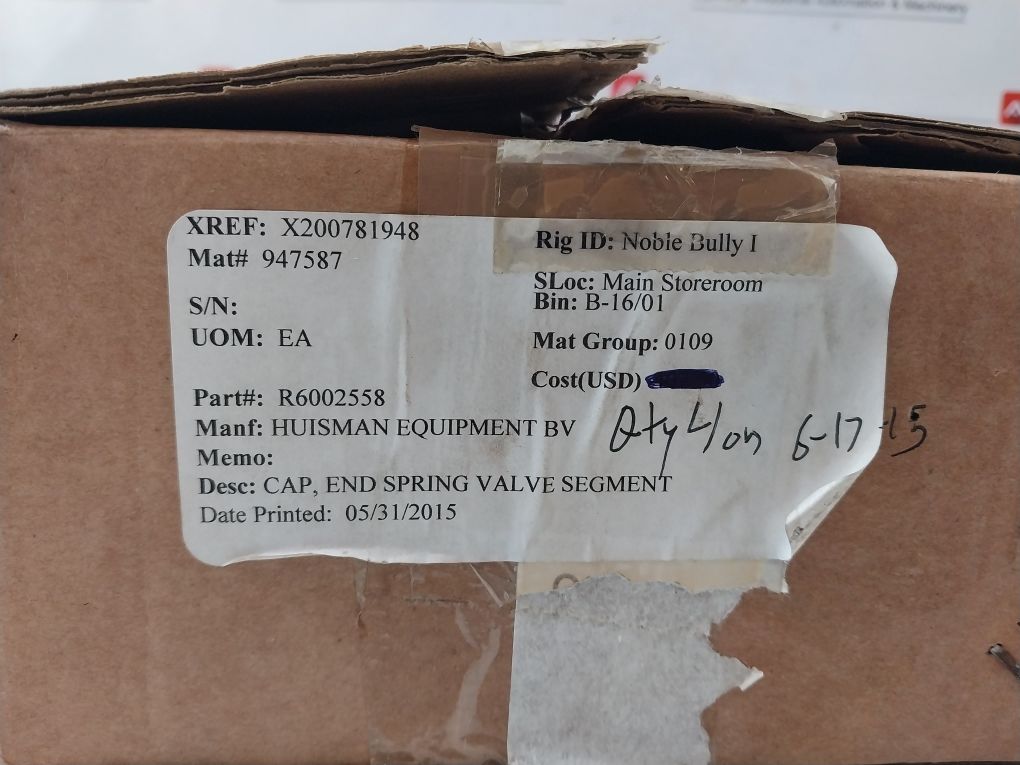 XREF: X200781948
Mat# 947587
S/N:
UOM: EA
Part#: R6002558
Manf: HUISMAN EQUIPMENT BV
Memo:
Desc: CAP, END SPRING VALVE SEGMENT
Date Printed: 05/31/2015
Rig ID: Noble Bully I
SLoc: Main Storeroom
Bin: B-16/01
Mat Group: 0109
Cost(USD)
Qty 4/on 6-17-15
Automation & Machinery